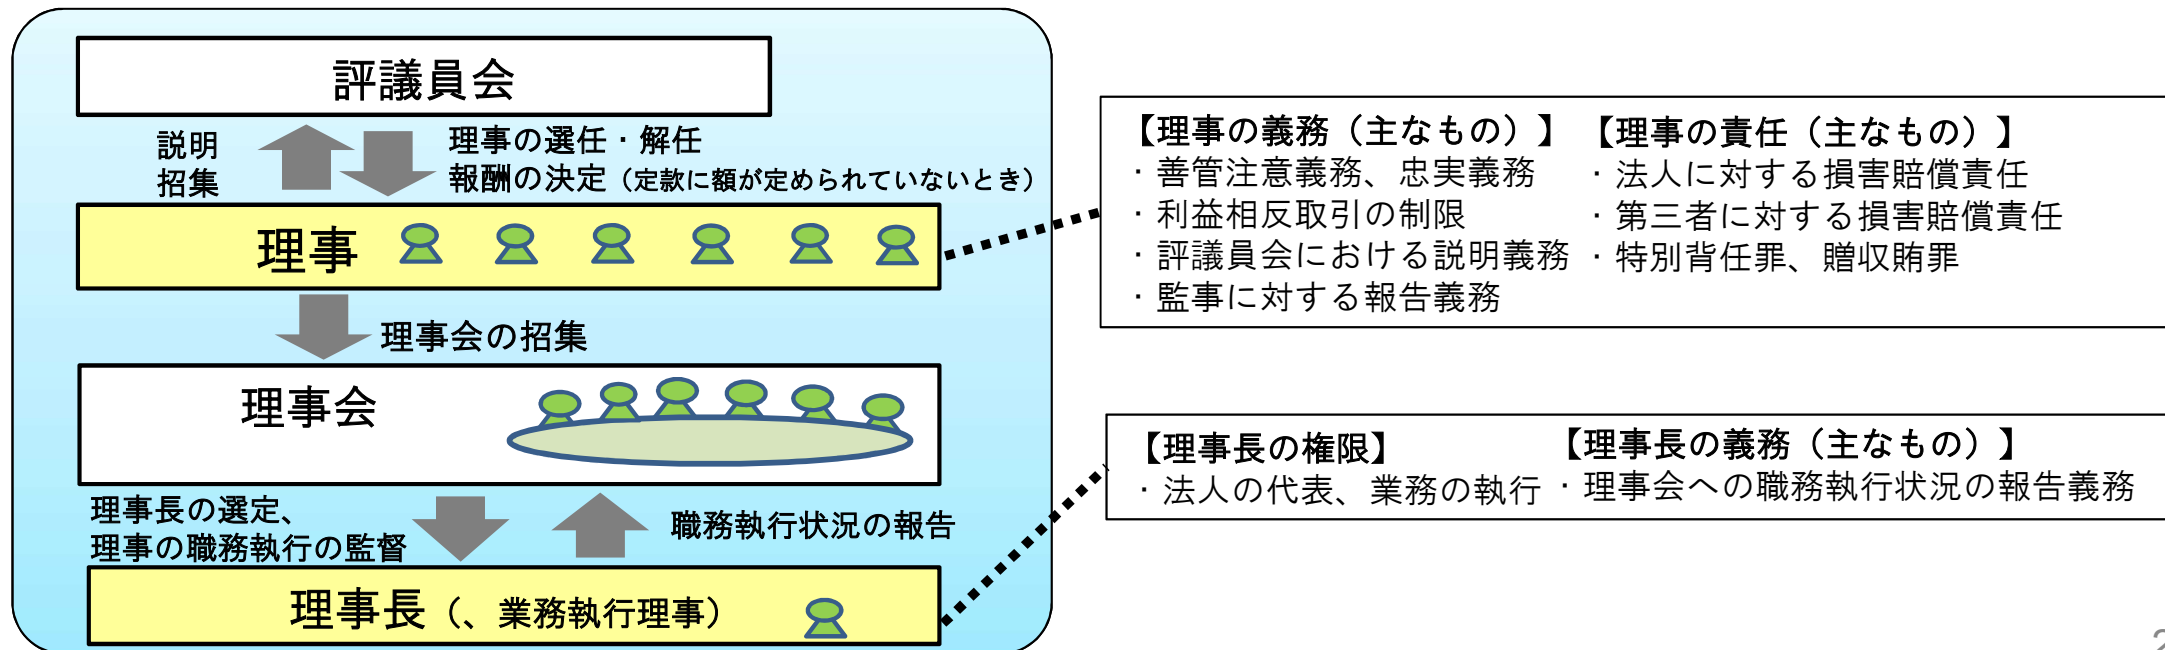 評議員会
説明
招集
理事の選任・解任
報酬の決定（定款に額が定められていないとき）
理事
理事会の招集
理事会
理事長の選定、
理事の職務執行の監督
職務執行状況の報告
理事長（、業務執行理事）
【理事の義務（主なもの）】
・善管注意義務、忠実義務
・利益相反取引の制限
・評議員会における説明義務
・監事に対する報告義務
【理事の責任（主なもの）】
・法人に対する損害賠償責任
・第三者に対する損害賠償責任
・特別背任罪、贈収賄罪
【理事長の権限】
・法人の代表、業務の執行
【理事長の義務（主なもの）】
・理事会への職務執行状況の報告義務